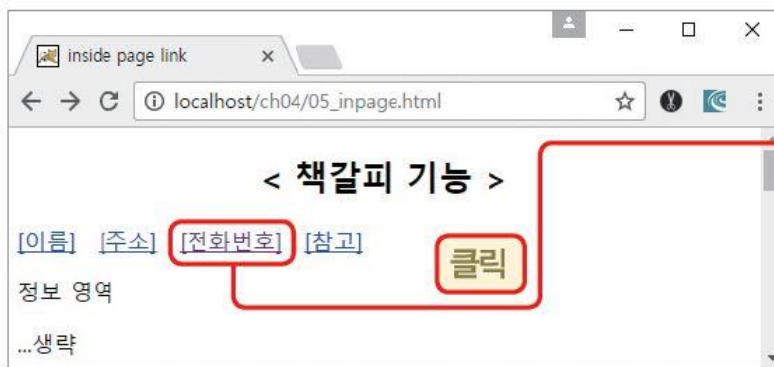 inside page link
localhost/ch04/05_inpage.html
< 책갈피 기능 >
[이름] [주소] [전화번호] [참고]
클릭
정보 영역
...생략